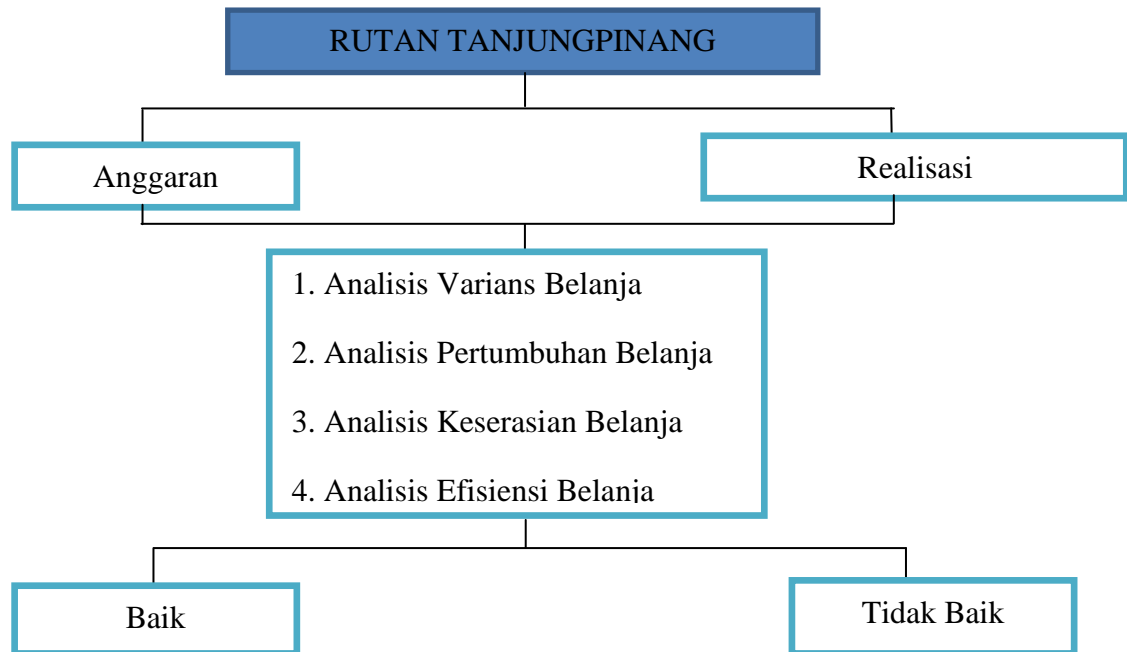 RUTAN TANJUNGPINANG
Anggaran
Realisasi
1. Analisis Varians Belanja
2. Analisis Pertumbuhan Belanja
3. Analisis Keserasian Belanja
4. Analisis Efisiensi Belanja
Baik
Tidak Baik